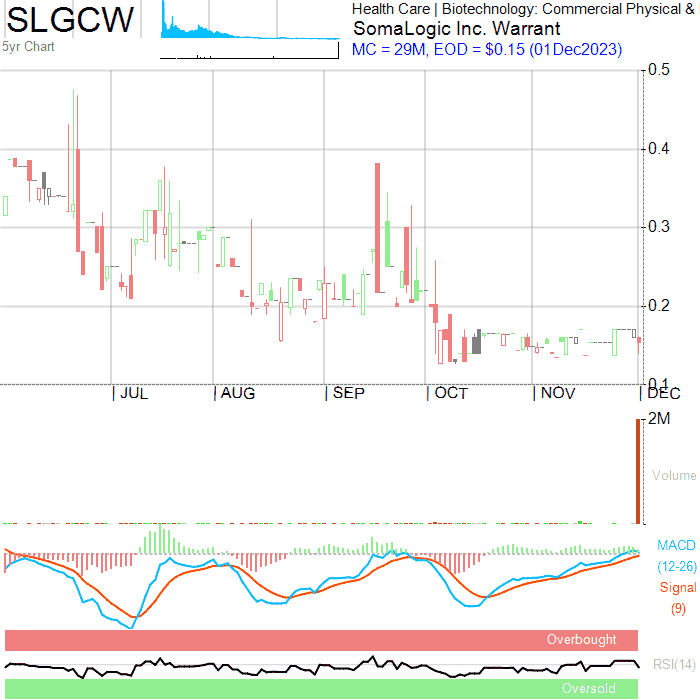 SLGCW
5yr Chart
Health Care | Biotechnology: Commercial Physical &
SomaLogic Inc. Warrant
MC = 29M, EOD = $0.15 (01Dec2023)
0.5
0.4
0.3
0.2
0.1
JUL
AUG
SEP
OCT
NOV
DEC
2M
Volume
MACD
(12-26)
Signal
(9)
Overbought
RSI(14)
Oversold